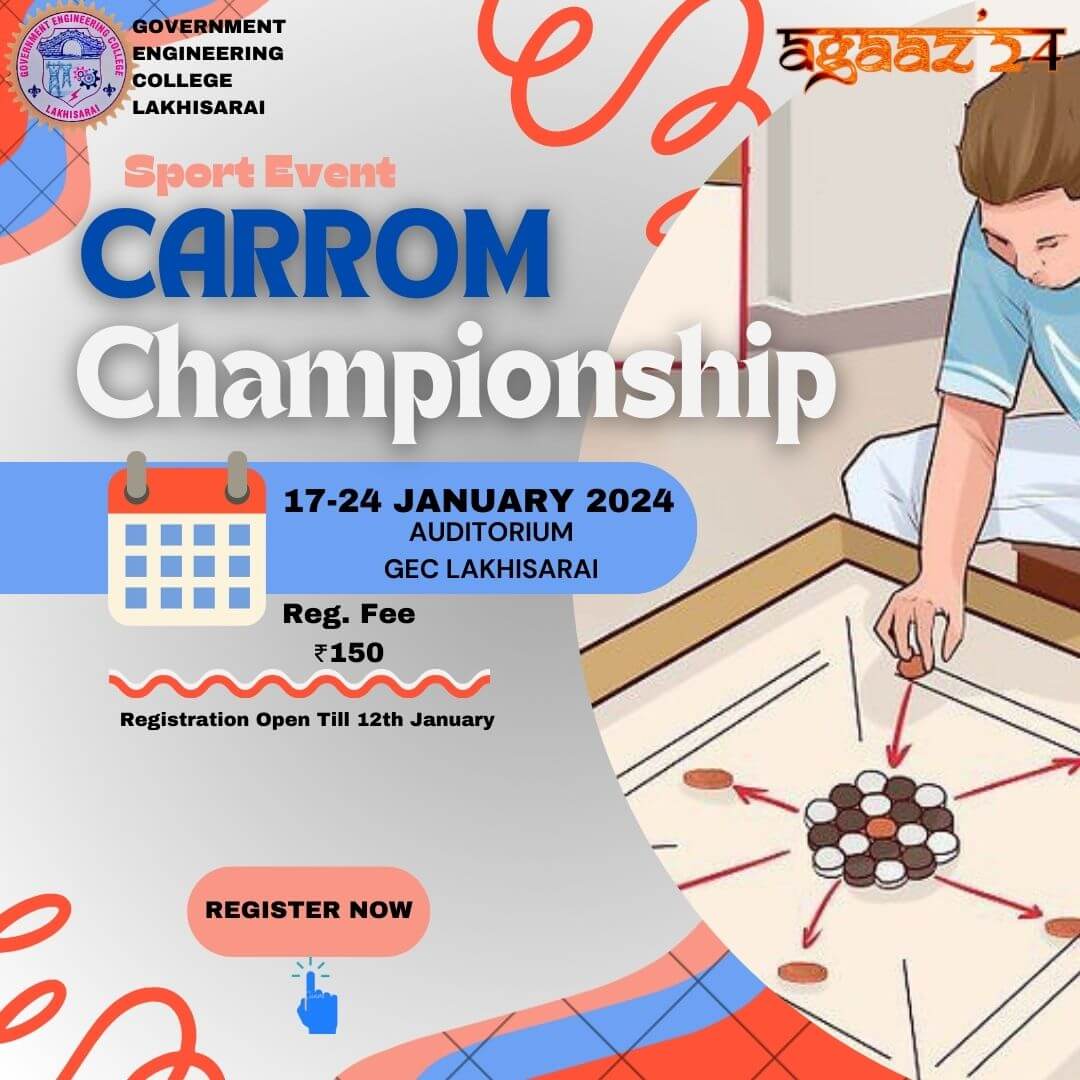 GOVERNMENT ENGINEERING COLLEGE
LAKHISARAI
GOVERNMENT
ENGINEERING
COLLEGE
LAKHISARAI
agaaz'24
Sport Event
CARROM
Championship
17-24 JANUARY 2024
AUDITORIUM
GEC LAKHISARAI
Reg. Fee
₹150
Registration Open Till 12th January
REGISTER NOW